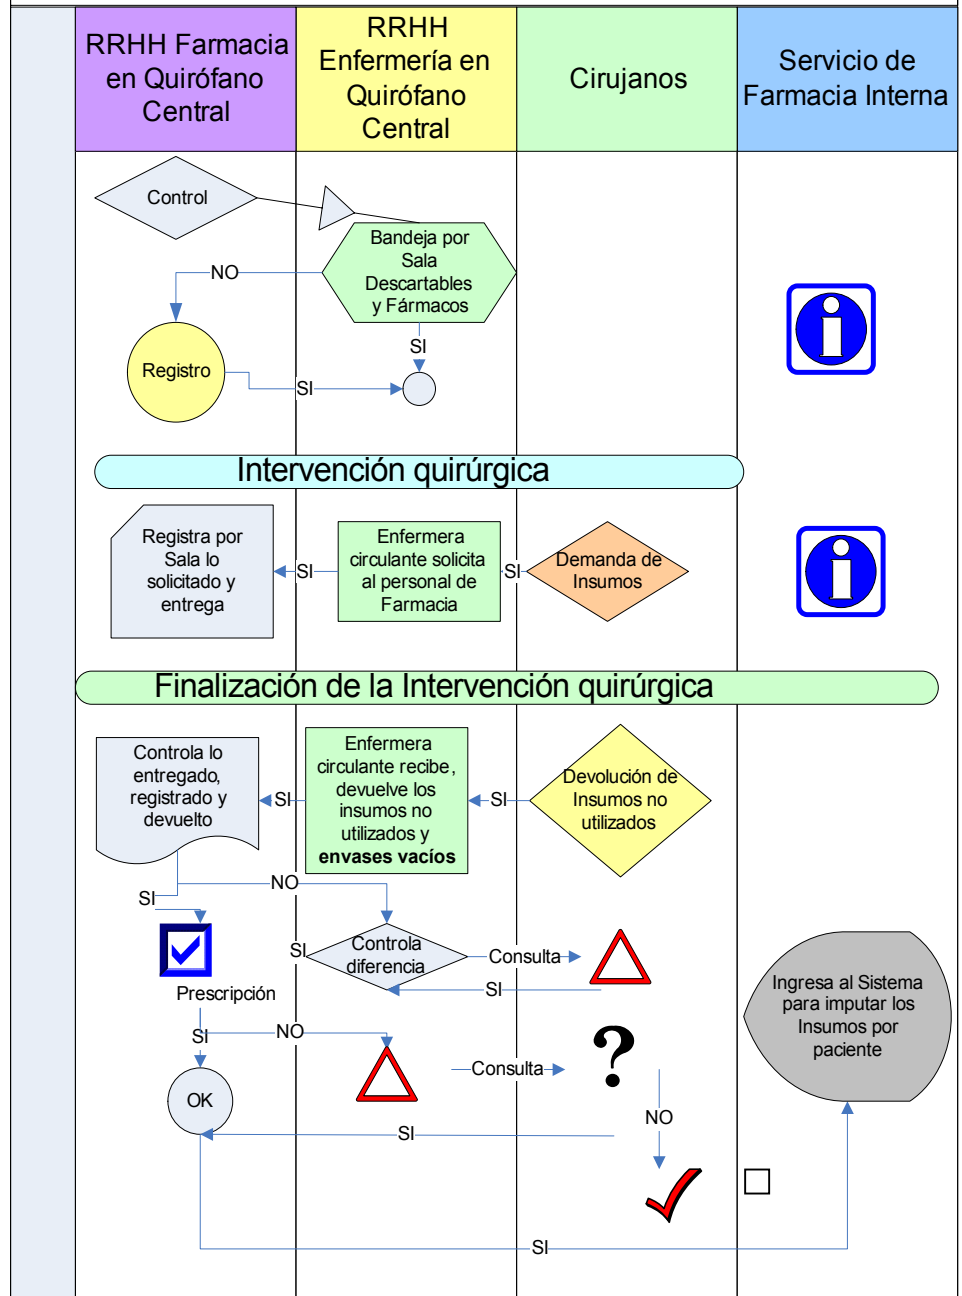 RRHH Farmacia
en Quirófano
Central
RRHH
Enfermería en
Quirófano
Central
Cirujanos
Servicio de
Farmacia Interna
Control
Bandeja por
Sala
Descartables
y Fármacos
NO
SI
Registro
SI
Intervención quirúrgica
Registra por
Sala lo
solicitado y
entrega
SI
Enfermera
circulante solicita
al personal de
Farmacia
SI
Demanda de
Insumos
Finalización de la Intervención quirúrgica
Controla lo
entregado,
registrado y
devuelto
SI
Enfermera
circulante recibe,
devuelve los
insumos no
utilizados y
envases vacíos
SI
Devolución de
Insumos no
utilizados
NO
SI
SI
Controla
diferencia
Consulta
SI
Prescripción
Ingresa al Sistema
para imputar los
Insumos por
paciente
SI
NO
?
Consulta
OK
NO
SI
SI